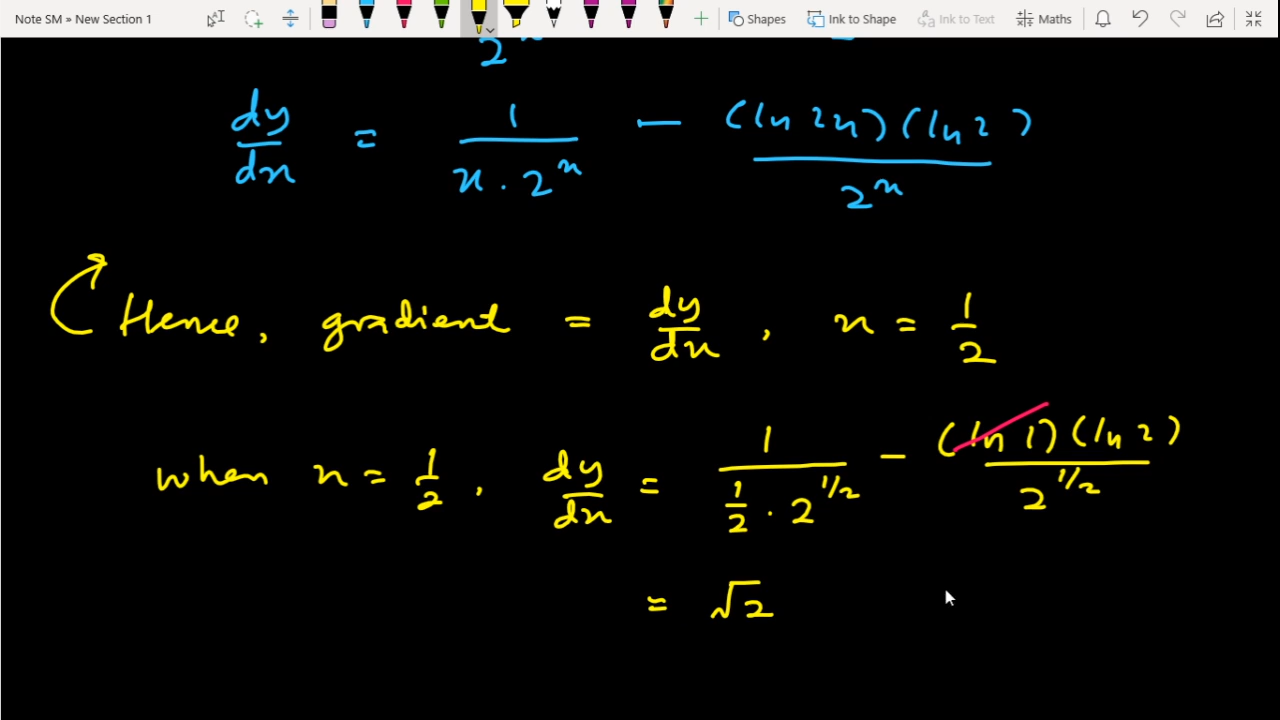 Note SM » New Section 1 Shapes Ink to Shape Ink to Text Maths
2^x
dy/dx = 1/(x · 2^x) − (ln 2x)(ln 2)/2^x
Hence, gradient = dy/dx , x = 1/2
when x = 1/2 , dy/dx = 1/(1/2 · 2^1/2) − (ln 1)(ln 2)/2^1/2
= √2